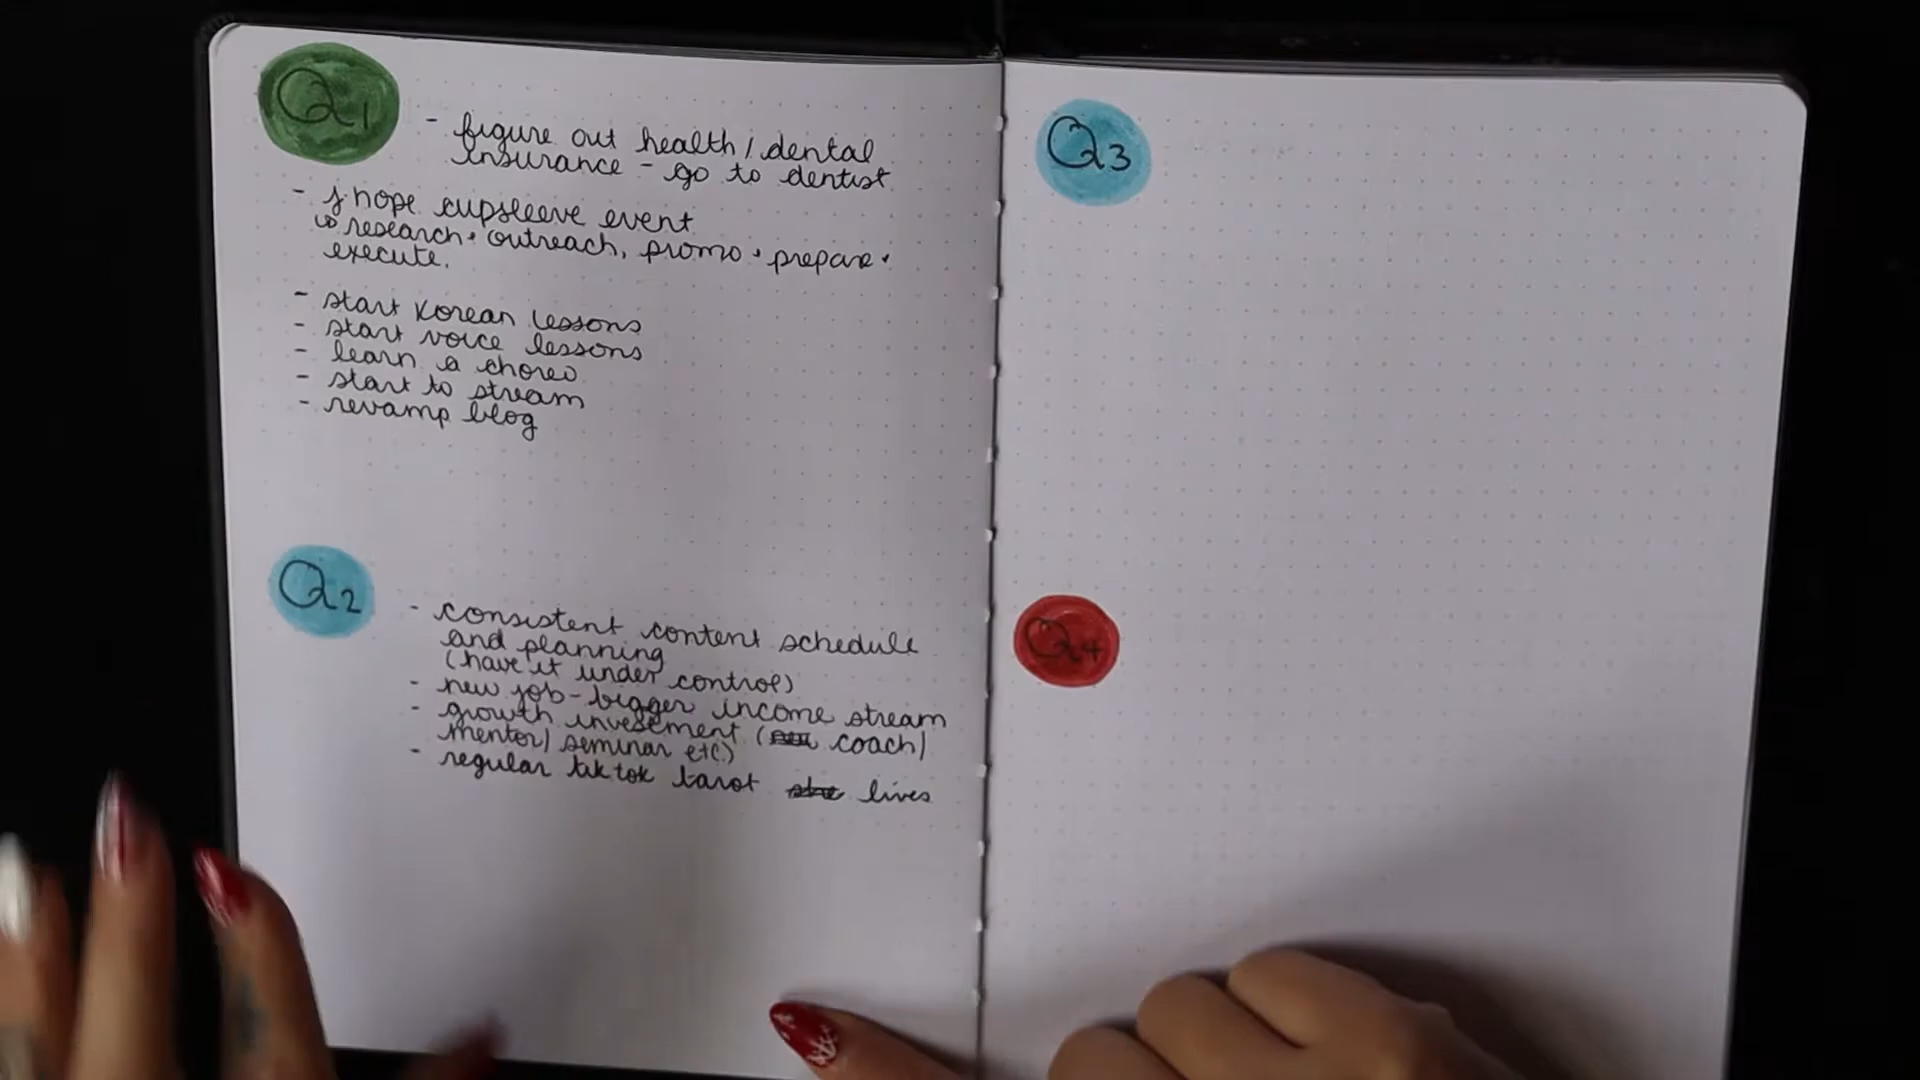 Q1
- figure out health/dental
insurance - go to dentist
- j-hope cupsleeve event
↳ research • outreach, promo • prepare •
execute.
- start Korean lessons
- start voice lessons
- learn a choreo
- start to stream
- revamp blog
Q2
- consistent content schedule
and planning
(have it under control)
- new job - bigger income stream
- growth investment ( coach/
mentor/ seminar etc.)
- regular tiktok tarot lives
Q3
Q4